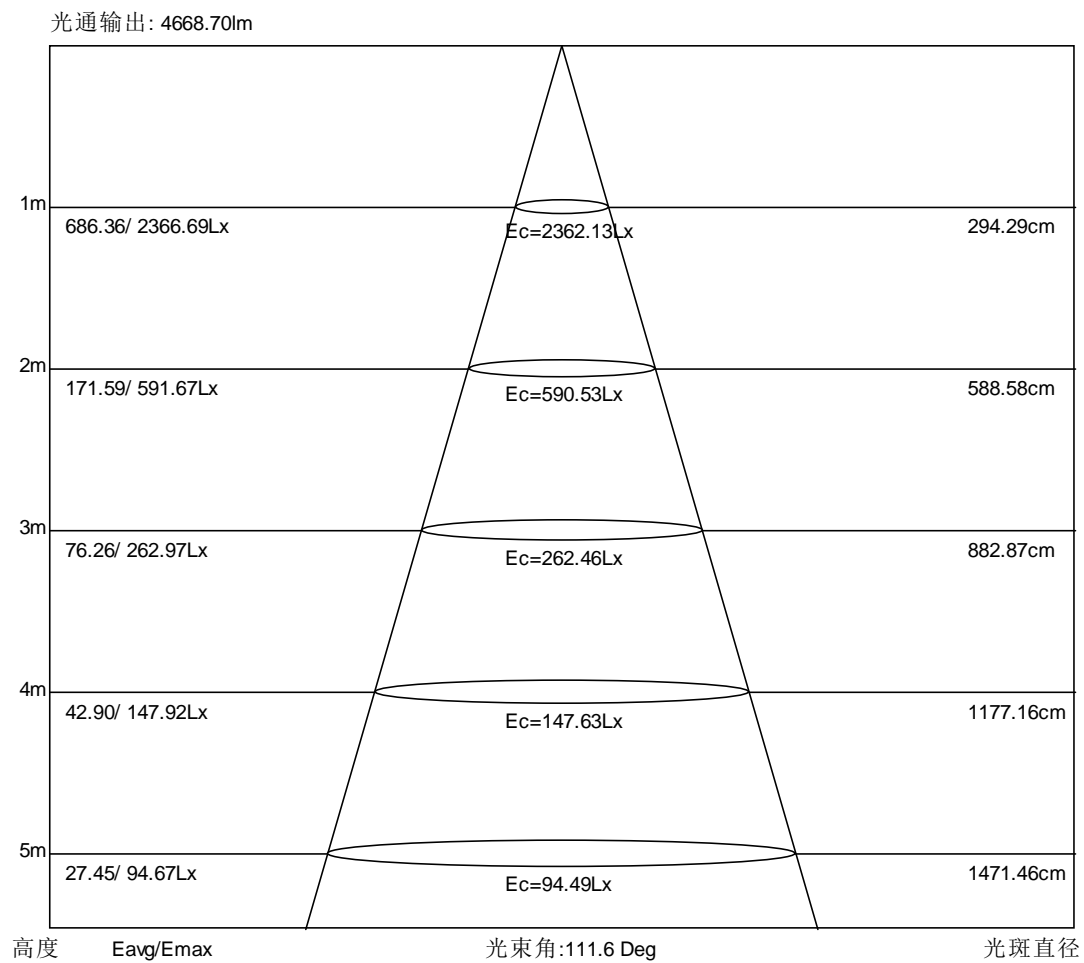 光通输出: 4668.70lm
1m
686.36/ 2366.69Lx
Ec=2362.13Lx
294.29cm
2m
171.59/ 591.67Lx
Ec=590.53Lx
588.58cm
3m
76.26/ 262.97Lx
Ec=262.46Lx
882.87cm
4m
42.90/ 147.92Lx
Ec=147.63Lx
1177.16cm
5m
27.45/ 94.67Lx
Ec=94.49Lx
1471.46cm
高度 Eavg/Emax 光束角:111.6 Deg 光斑直径